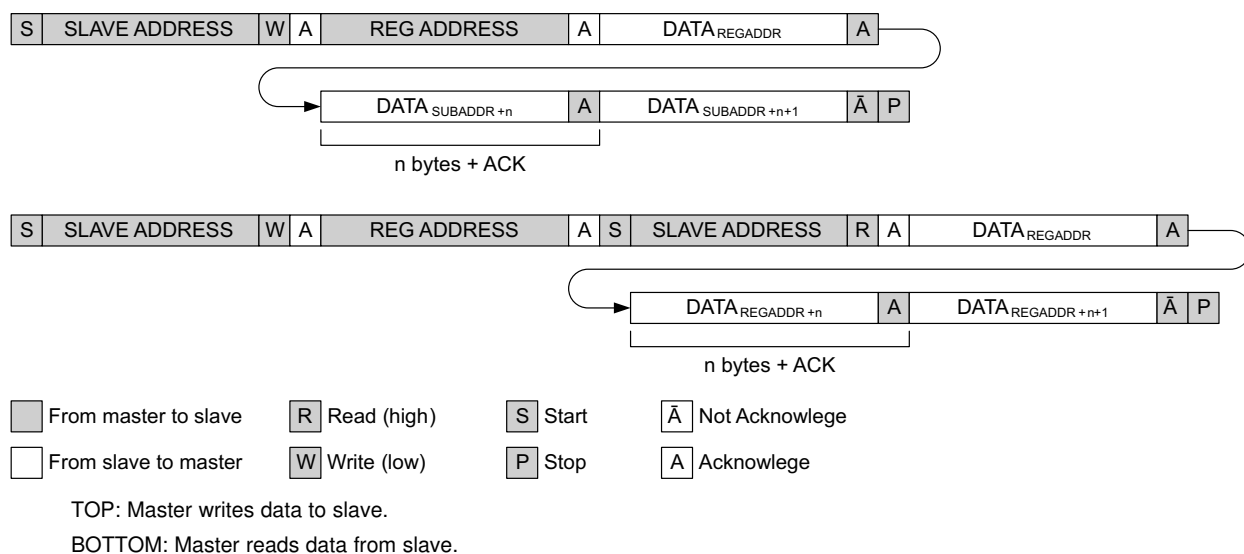 S SLAVE ADDRESS W A REG ADDRESS A DATA REGADDR A
DATA SUBADDR +n A DATA SUBADDR +n+1 Ā P
n bytes + ACK
S SLAVE ADDRESS W A REG ADDRESS A S SLAVE ADDRESS R A DATA REGADDR A
DATA REGADDR +n A DATA REGADDR +n+1 Ā P
n bytes + ACK
From master to slave R Read (high) S Start Ā Not Acknowlege
From slave to master W Write (low) P Stop A Acknowlege
TOP: Master writes data to slave.
BOTTOM: Master reads data from slave.